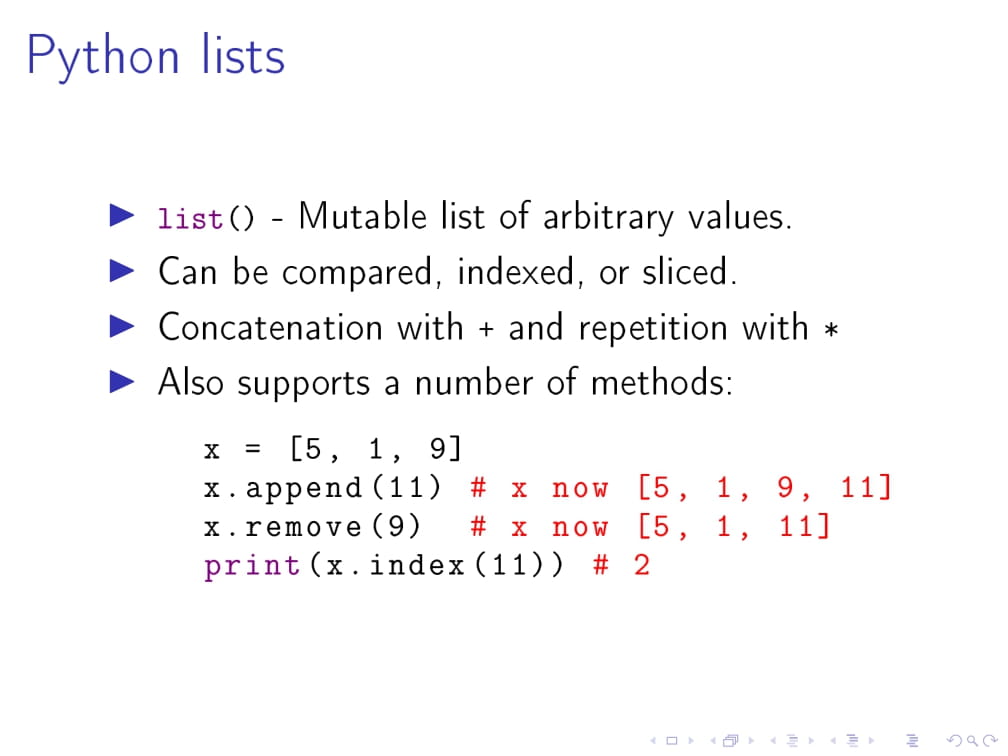 Python lists
list() - Mutable list of arbitrary values.
Can be compared, indexed, or sliced.
Concatenation with + and repetition with *
Also supports a number of methods:
x = [5, 1, 9]
x.append(11) # x now [5, 1, 9, 11]
x.remove(9) # x now [5, 1, 11]
print(x.index(11)) # 2